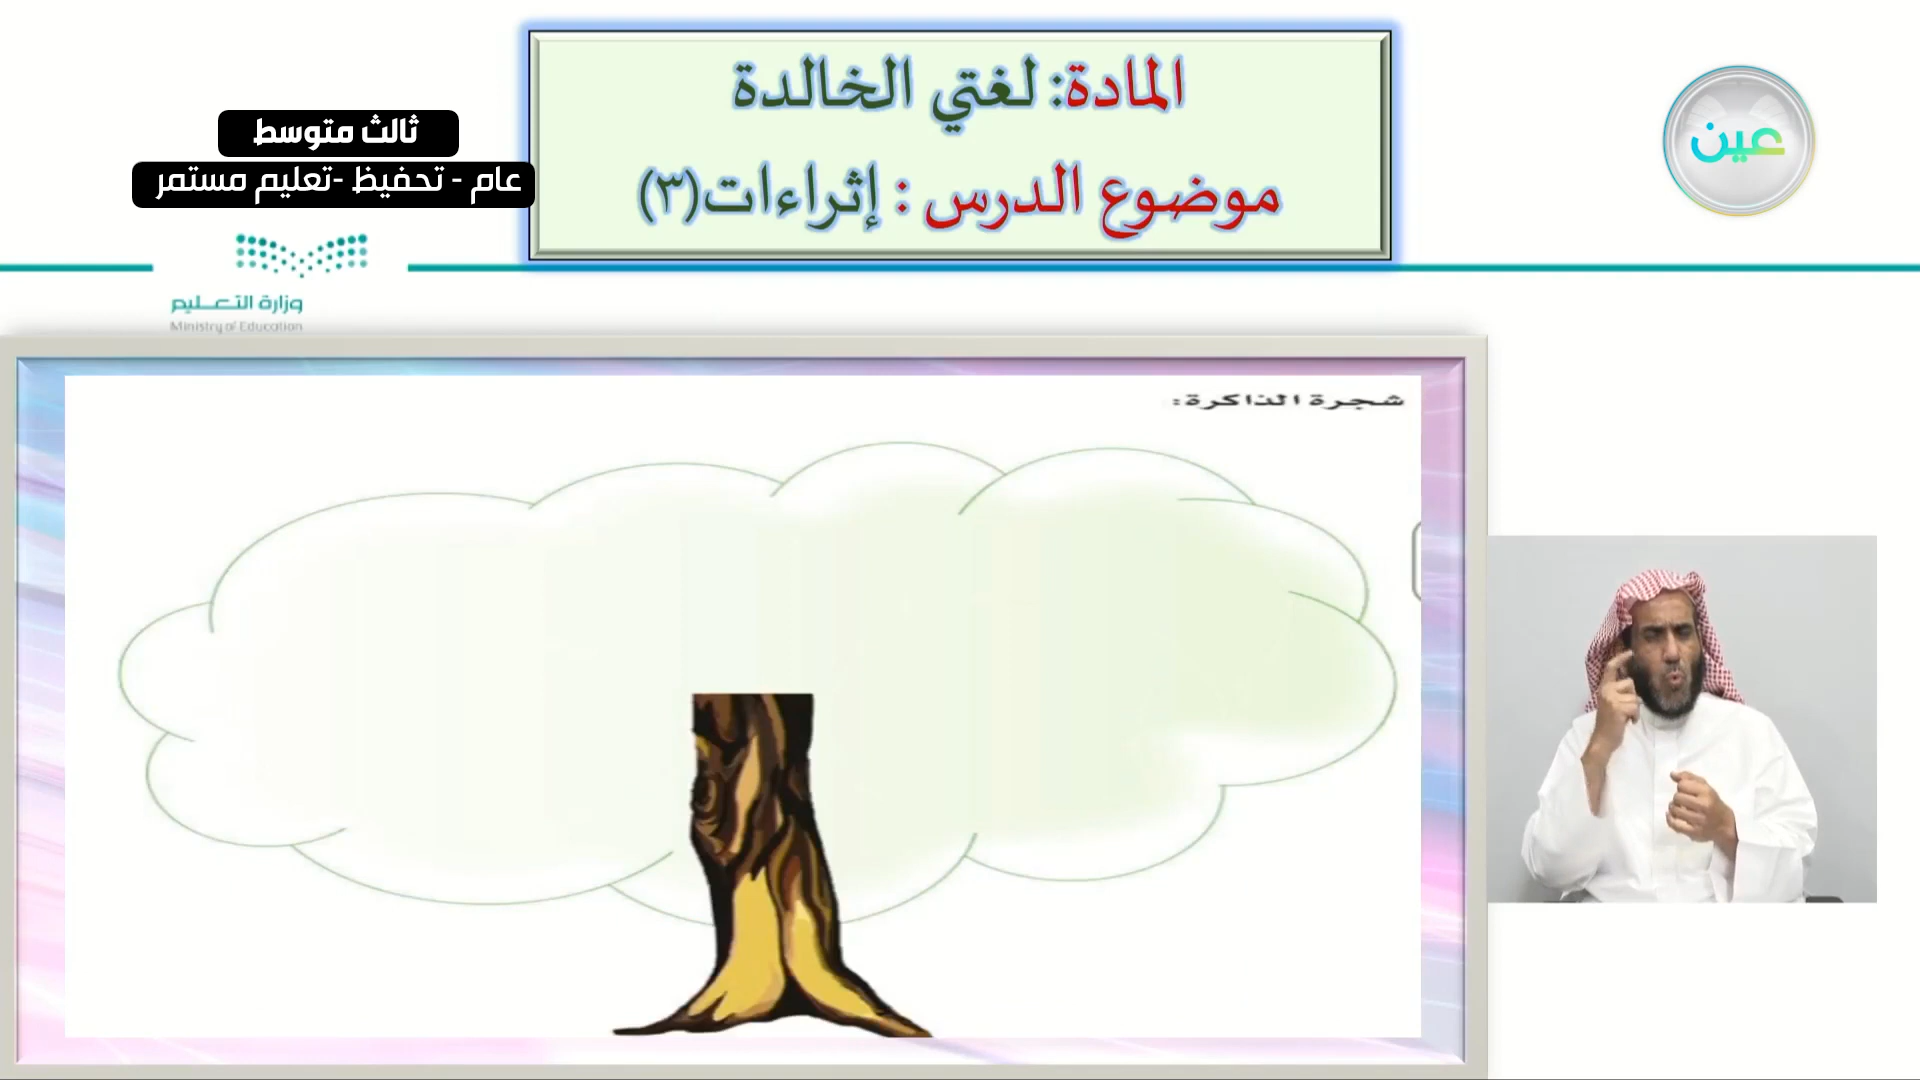 المادة: لغتي الخالدة
موضوع الدرس : إثراءات(٣)
عين
ثالث متوسط
عام - تحفيظ -تعليم مستمر
وزارة التعليم
Ministry of Education
شجرة الذاكرة: